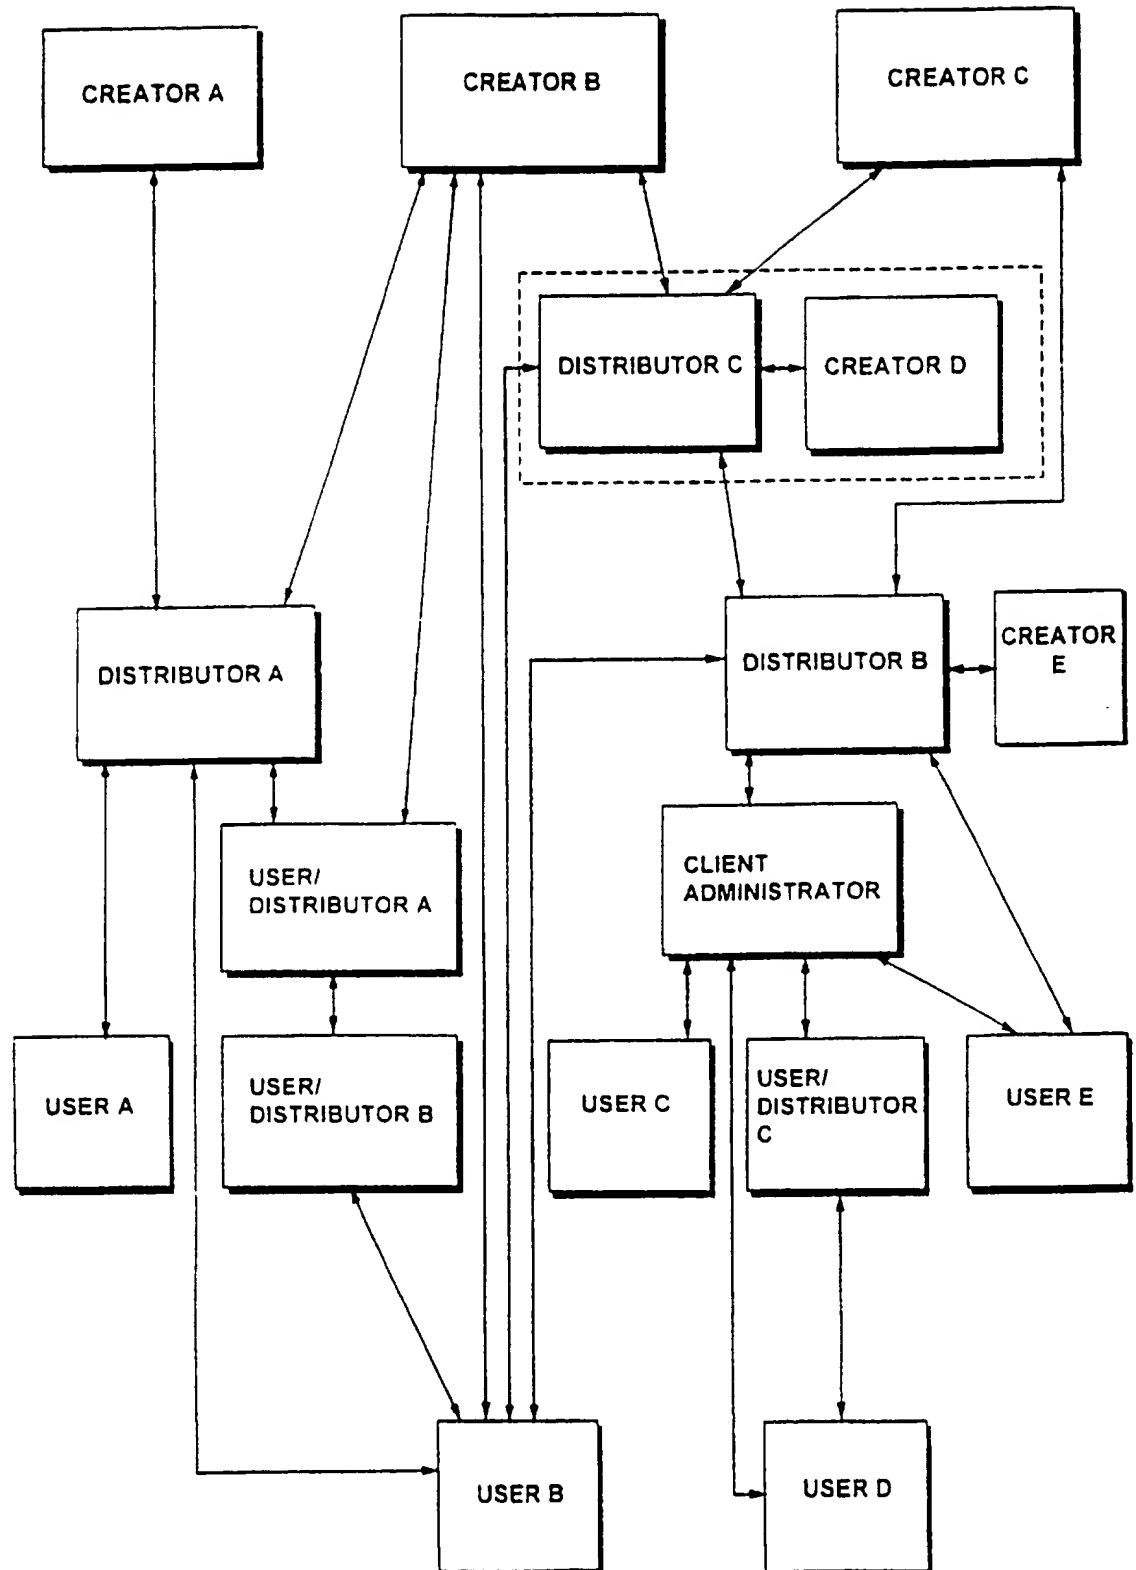 CREATOR A
CREATOR B
CREATOR C
DISTRIBUTOR C
CREATOR D
DISTRIBUTOR A
DISTRIBUTOR B
CREATOR
E
USER/
DISTRIBUTOR A
CLIENT
ADMINISTRATOR
USER A
USER/
DISTRIBUTOR B
USER C
USER/
DISTRIBUTOR
C
USER E
USER B
USER D